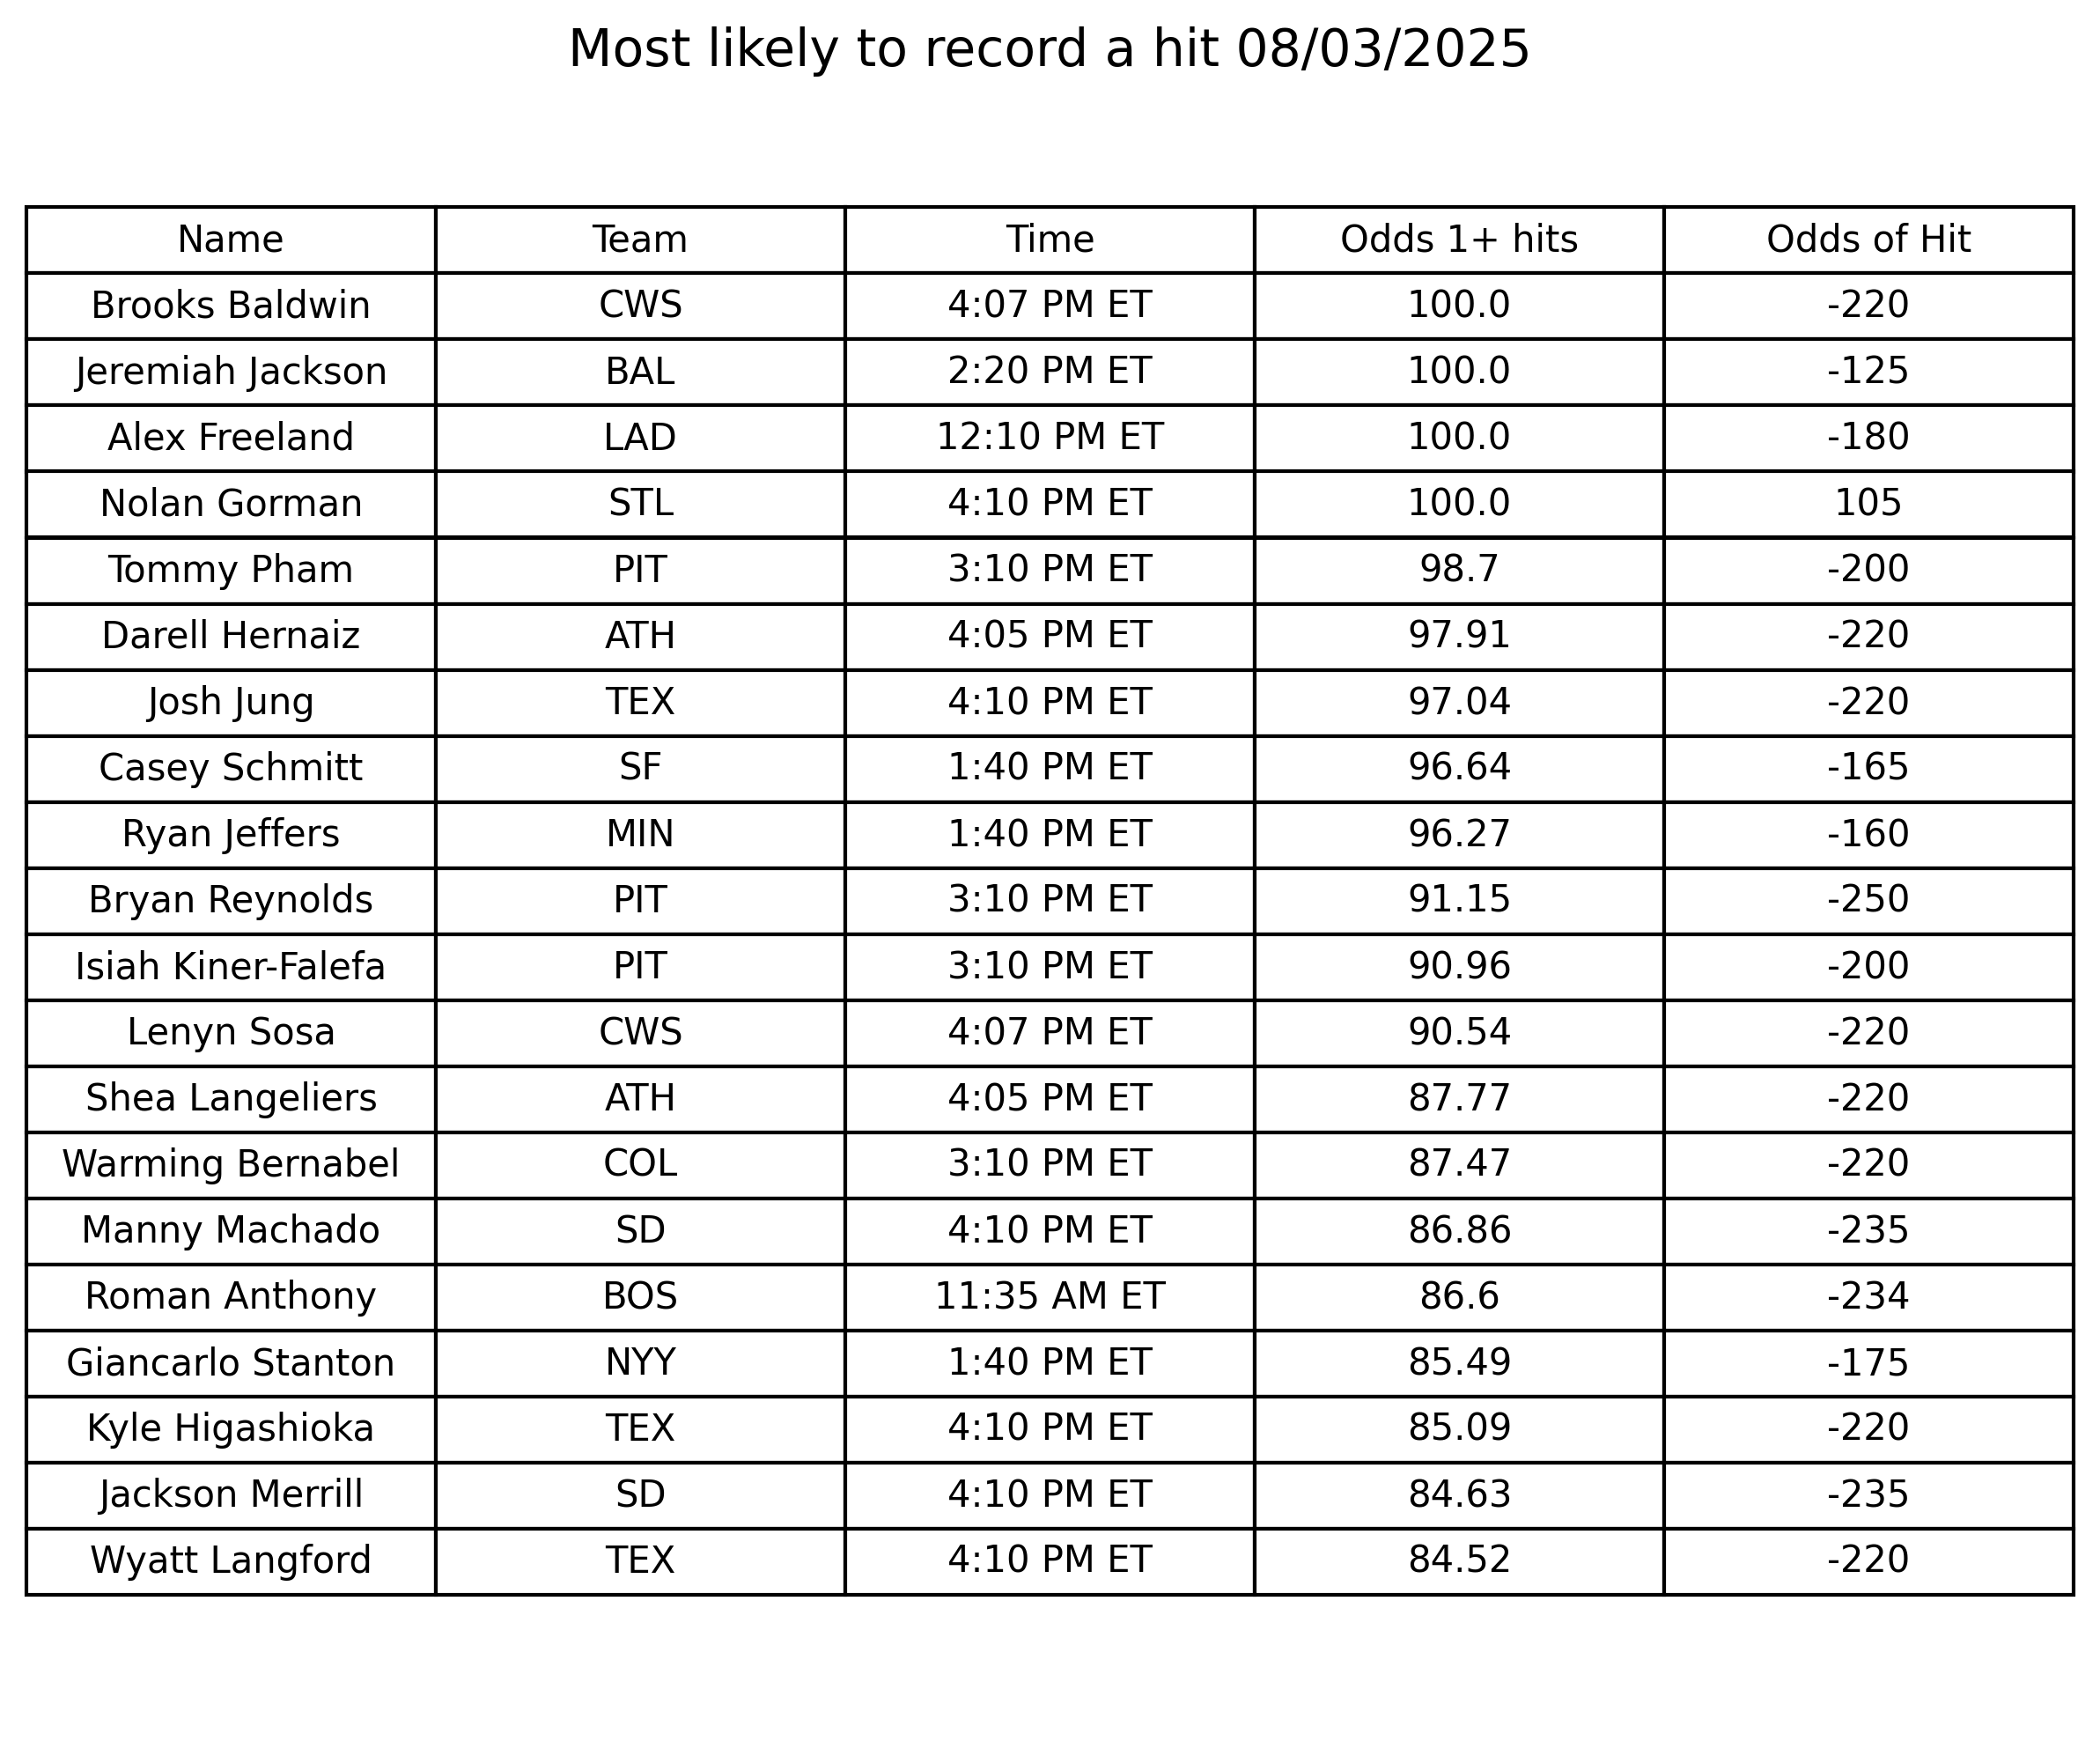 Most likely to record a hit 08/03/2025
Name Team Time Odds 1+ hits Odds of Hit
Brooks Baldwin CWS 4:07 PM ET 100.0 -220
Jeremiah Jackson BAL 2:20 PM ET 100.0 -125
Alex Freeland LAD 12:10 PM ET 100.0 -180
Nolan Gorman STL 4:10 PM ET 100.0 105
Tommy Pham PIT 3:10 PM ET 98.7 -200
Darell Hernaiz ATH 4:05 PM ET 97.91 -220
Josh Jung TEX 4:10 PM ET 97.04 -220
Casey Schmitt SF 1:40 PM ET 96.64 -165
Ryan Jeffers MIN 1:40 PM ET 96.27 -160
Bryan Reynolds PIT 3:10 PM ET 91.15 -250
Isiah Kiner-Falefa PIT 3:10 PM ET 90.96 -200
Lenyn Sosa CWS 4:07 PM ET 90.54 -220
Shea Langeliers ATH 4:05 PM ET 87.77 -220
Warming Bernabel COL 3:10 PM ET 87.47 -220
Manny Machado SD 4:10 PM ET 86.86 -235
Roman Anthony BOS 11:35 AM ET 86.6 -234
Giancarlo Stanton NYY 1:40 PM ET 85.49 -175
Kyle Higashioka TEX 4:10 PM ET 85.09 -220
Jackson Merrill SD 4:10 PM ET 84.63 -235
Wyatt Langford TEX 4:10 PM ET 84.52 -220